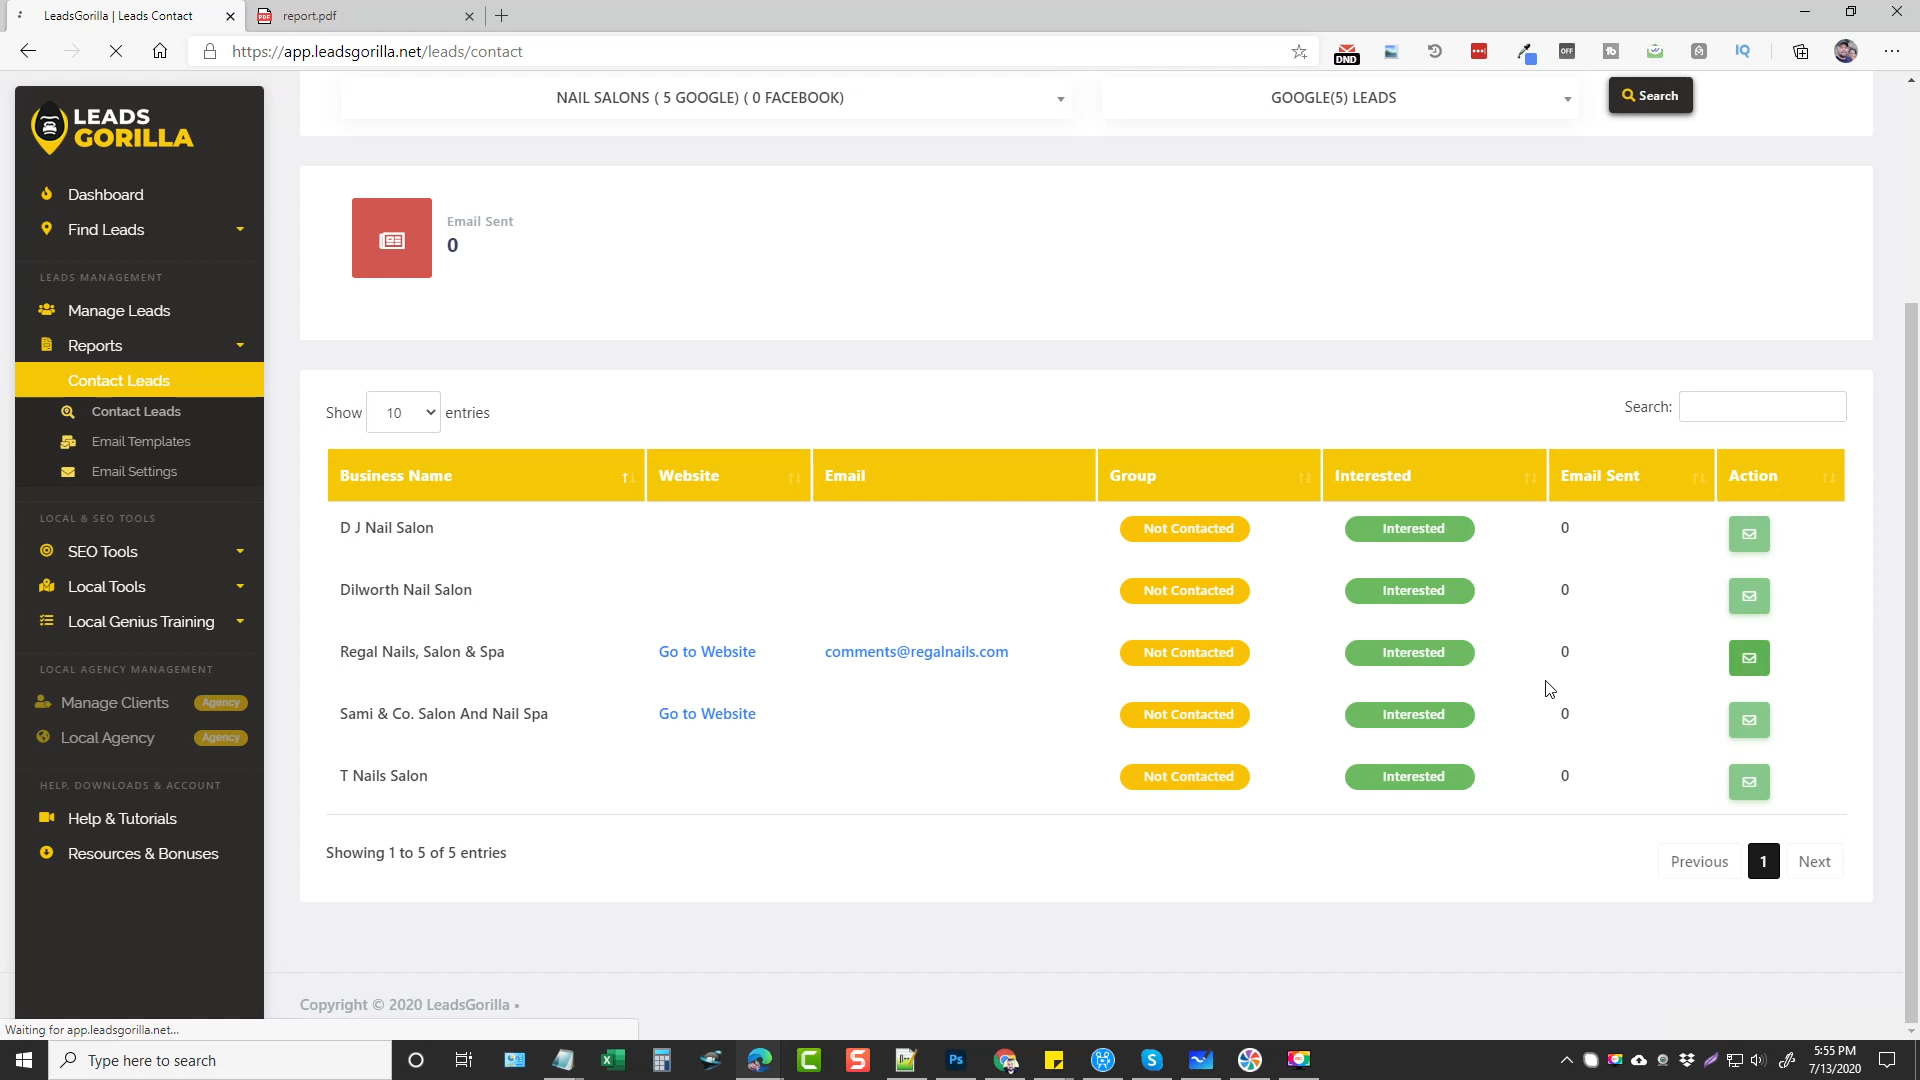 LeadsGorilla | Leads Contact
report.pdf
https://app.leadsgorilla.net/leads/contact
DND
OFF
IQ
LEADS
GORILLA
Dashboard
Find Leads
LEADS MANAGEMENT
Manage Leads
Reports
Contact Leads
Contact Leads
Email Templates
Email Settings
LOCAL & SEO TOOLS
SEO Tools
Local Tools
Local Genius Training
LOCAL AGENCY MANAGEMENT
Manage Clients Agency
Local Agency Agency
HELP, DOWNLOADS & ACCOUNT
Help & Tutorials
Resources & Bonuses
NAIL SALONS ( 5 GOOGLE) ( 0 FACEBOOK) GOOGLE(5) LEADS Search
Email Sent
0
Show 10 entries Search:
Business Name Website Email Group Interested Email Sent Action
D J Nail Salon Not Contacted Interested 0
Dilworth Nail Salon Not Contacted Interested 0
Regal Nails, Salon & Spa Go to Website comments@regalnails.com Not Contacted Interested 0
Sami & Co. Salon And Nail Spa Go to Website Not Contacted Interested 0
T Nails Salon Not Contacted Interested 0
Showing 1 to 5 of 5 entries Previous 1 Next
Copyright © 2020 LeadsGorilla •
Waiting for app.leadsgorilla.net...
Type here to search
Ps
5:55 PM
7/13/2020